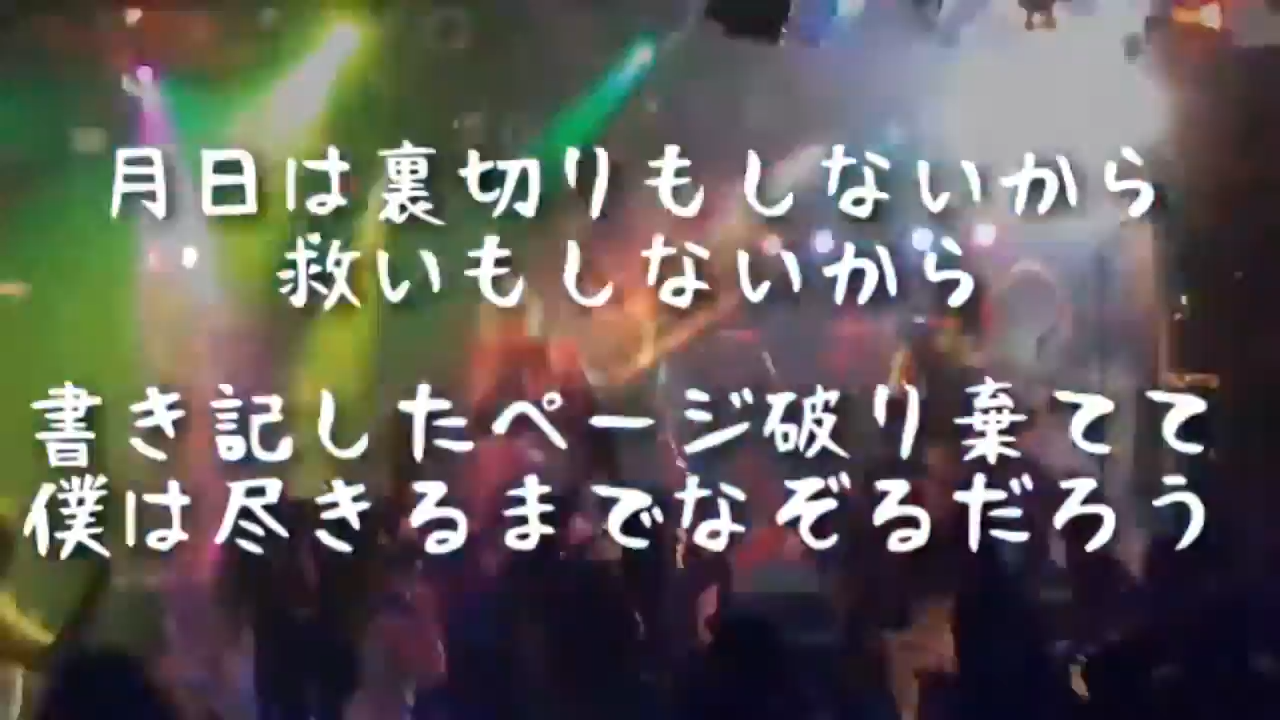 月日は裏切りもしないから
救いもしないから
書き記したページ破り棄てて
僕は尽きるまでなぞるだろう